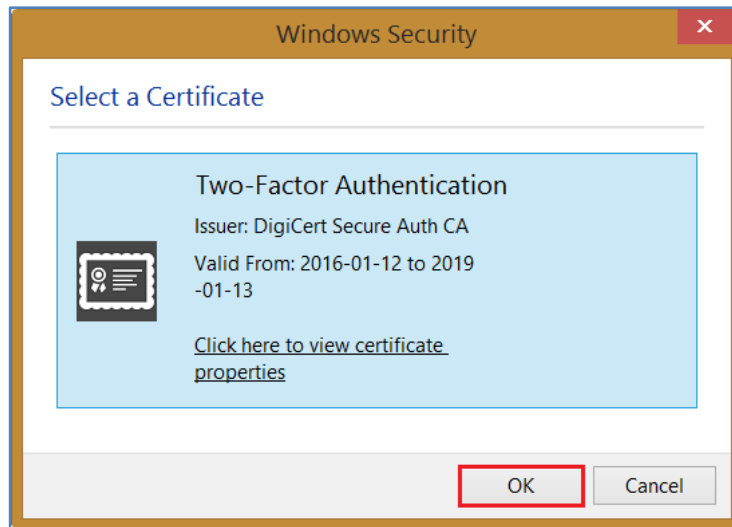 Windows Security
Select a Certificate
Two-Factor Authentication
Issuer: DigiCert Secure Auth CA
Valid From: 2016-01-12 to 2019
-01-13
Click here to view certificate
properties
OK
Cancel